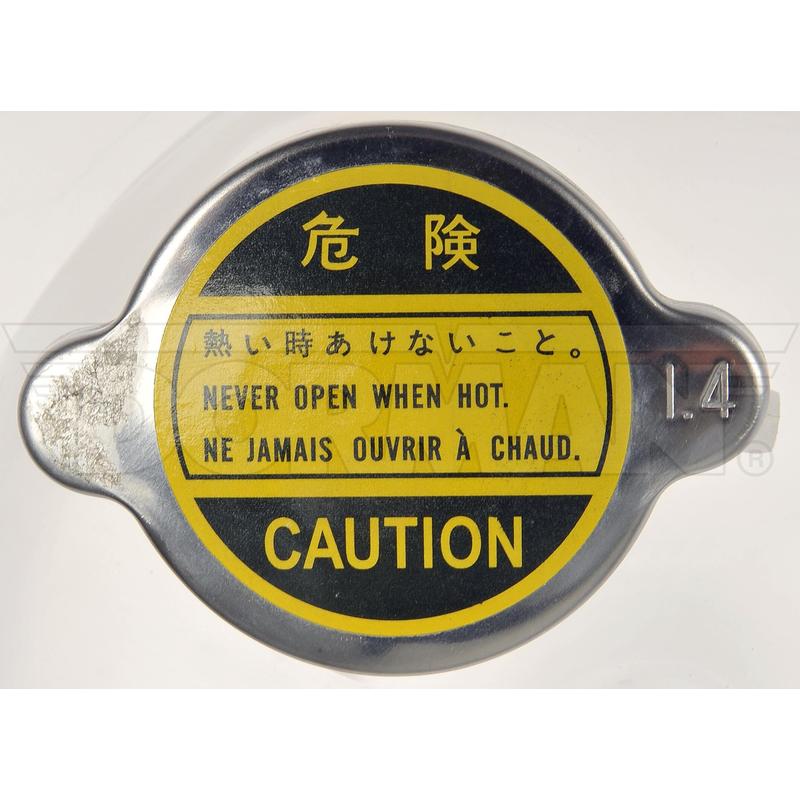 危 険
熱い時あけないこと。
NEVER OPEN WHEN HOT.
NE JAMAIS OUVRIR À CHAUD.
CAUTION
1.4
DORMAN®